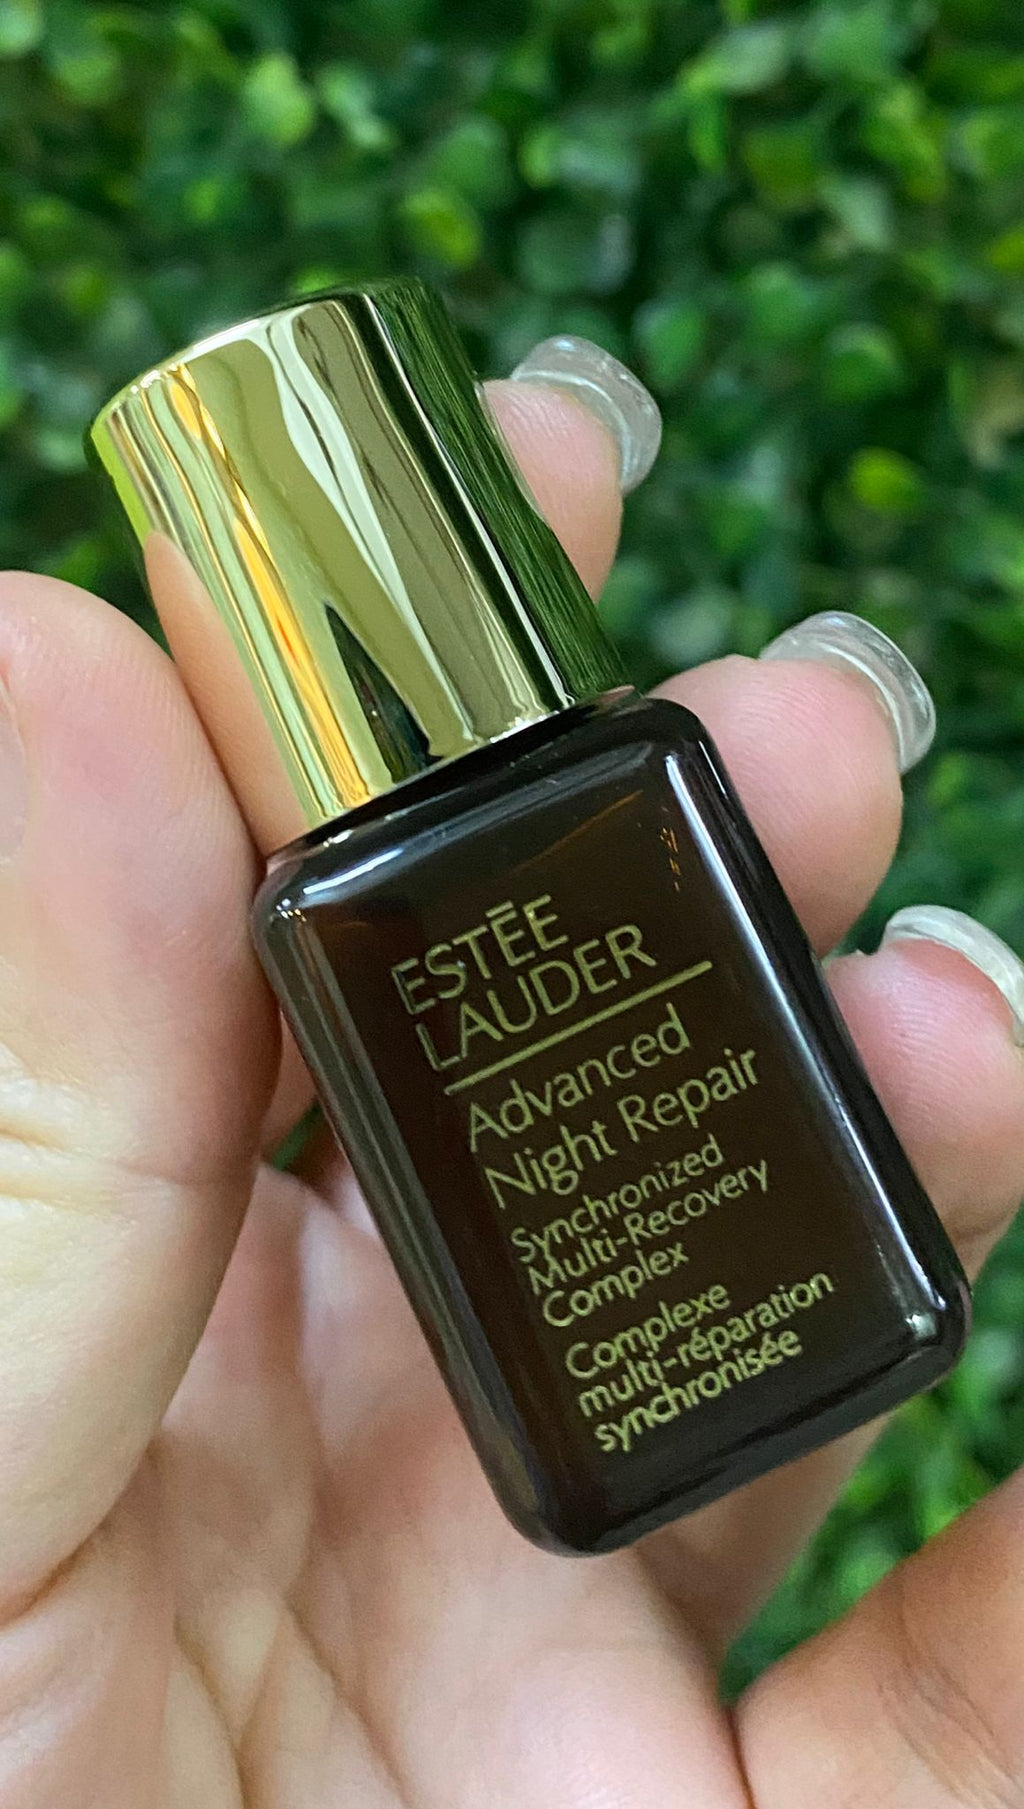 ESTĒE
LAUDER
Advanced
Night Repair
Synchronized
Multi-Recovery
Complex
Complexe
multi-réparation
synchronisée